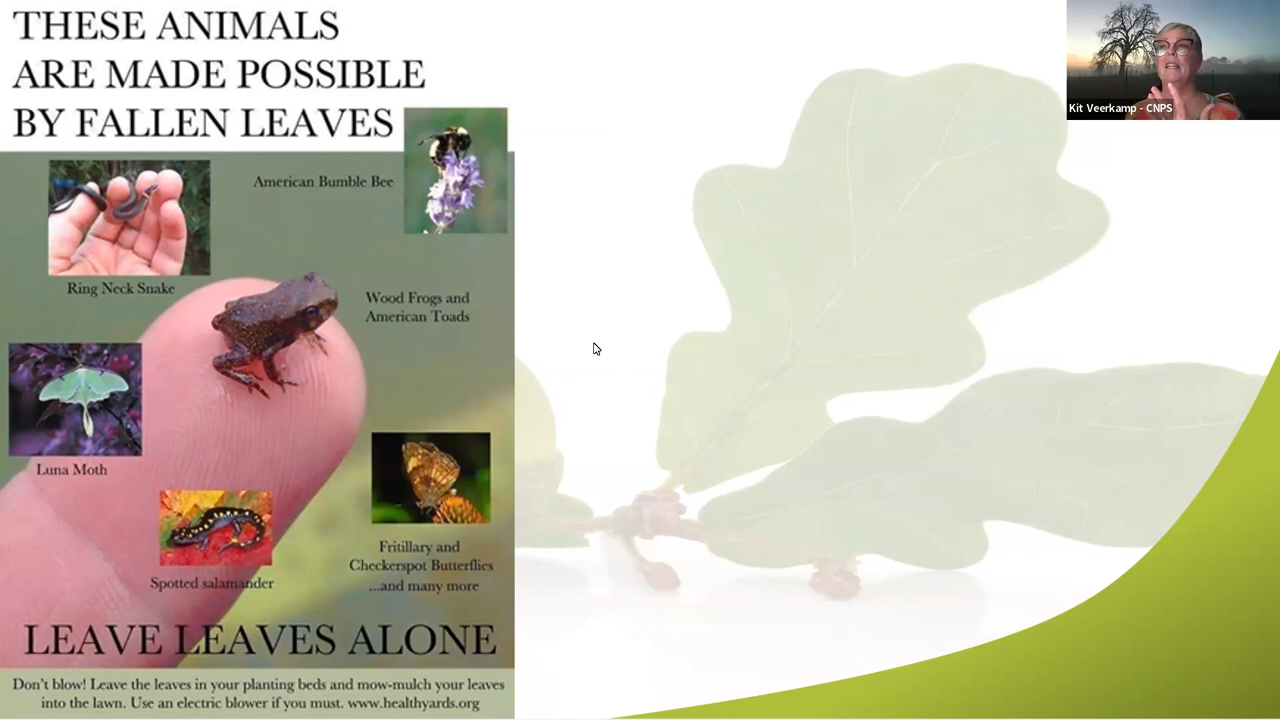 THESE ANIMALS
ARE MADE POSSIBLE
BY FALLEN LEAVES
American Bumble Bee
Ring Neck Snake
Wood Frogs and
American Toads
Luna Moth
Fritillary and
Checkerspot Butterflies
...and many more
Spotted salamander
LEAVE LEAVES ALONE
Don't blow! Leave the leaves in your planting beds and mow-mulch your leaves
into the lawn. Use an electric blower if you must. www.healthyards.org
Kit Veerkamp - CNPS